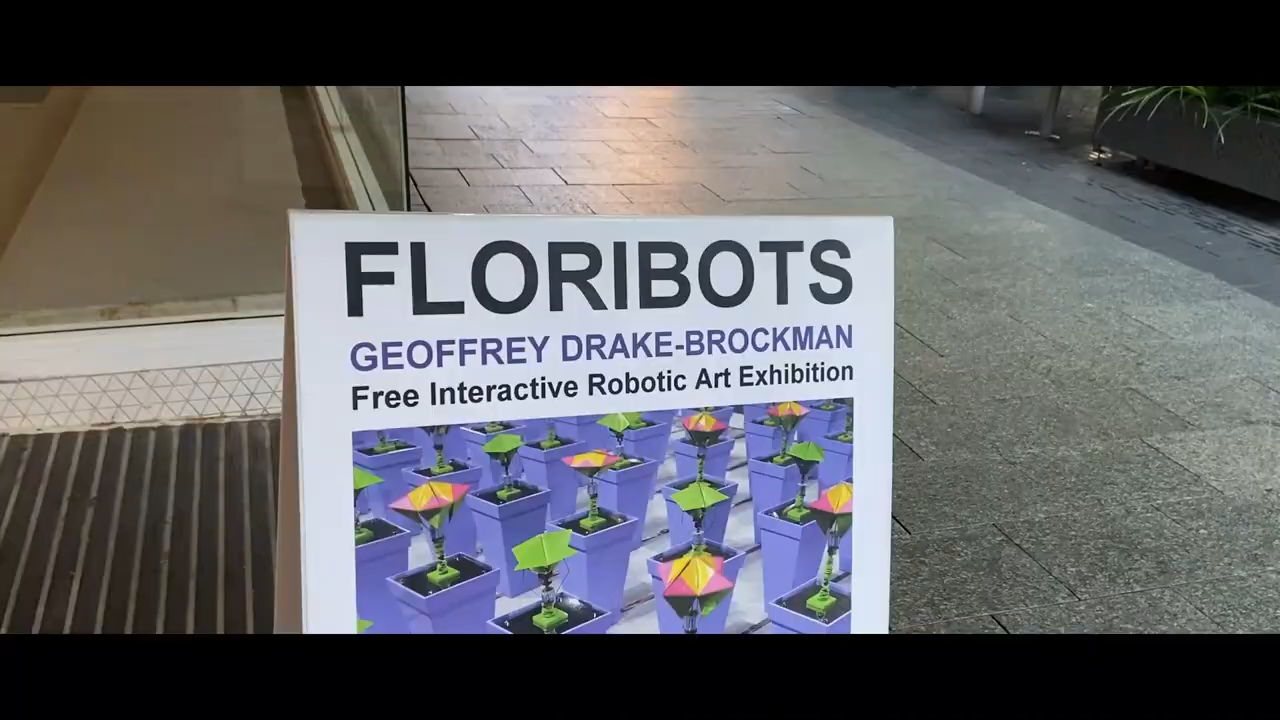 FLORIBOTS
GEOFFREY DRAKE-BROCKMAN
Free Interactive Robotic Art Exhibition